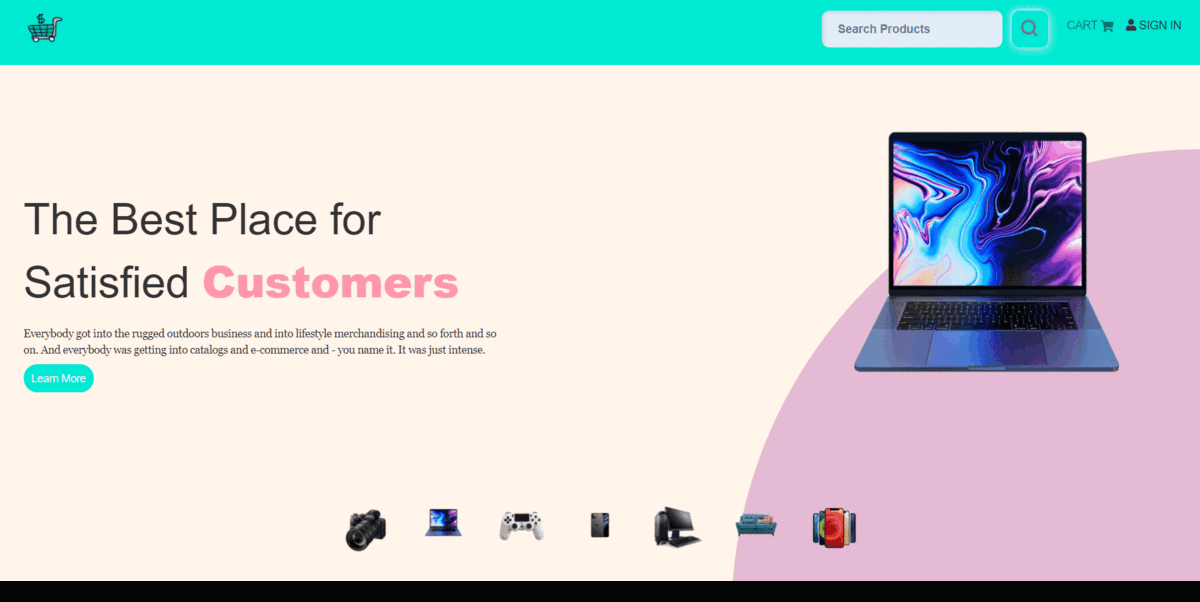 $
Search Products
CART
SIGN IN
The Best Place for
Satisfied Customers
Everybody got into the rugged outdoors business and into lifestyle merchandising and so forth and so
on. And everybody was getting into catalogs and e-commerce and - you name it. It was just intense.
Learn More